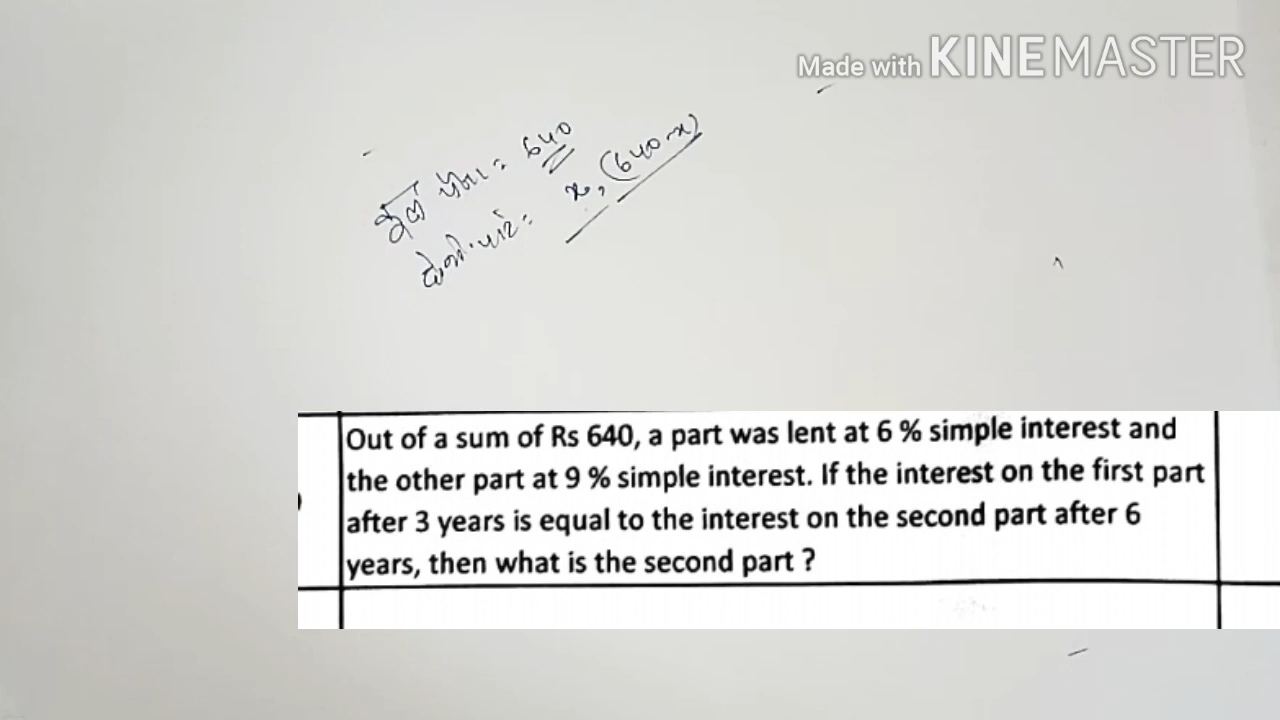 Made with KINEMASTER
= 640
= x, (640-x)
Out of a sum of Rs 640, a part was lent at 6 % simple interest and
the other part at 9 % simple interest. If the interest on the first part
after 3 years is equal to the interest on the second part after 6
years, then what is the second part ?